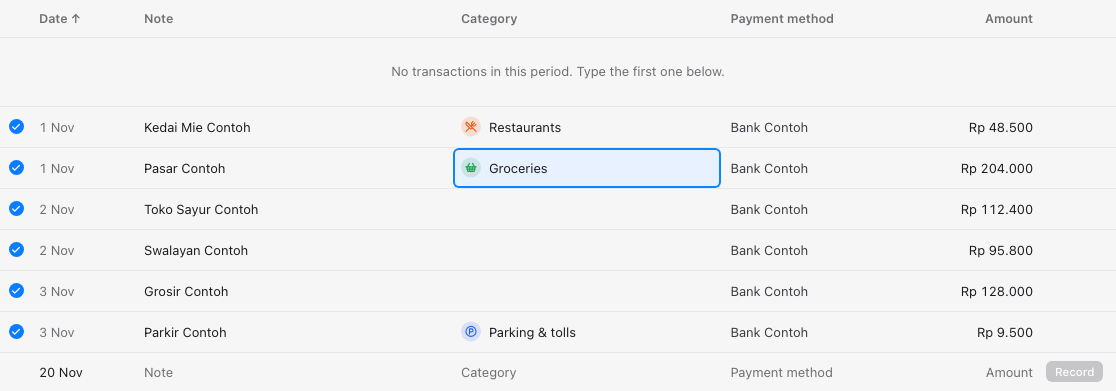 Date ↑ Note Category Payment method Amount
No transactions in this period. Type the first one below.
1 Nov Kedai Mie Contoh Restaurants Bank Contoh Rp 48.500
1 Nov Pasar Contoh Groceries Bank Contoh Rp 204.000
2 Nov Toko Sayur Contoh Bank Contoh Rp 112.400
2 Nov Swalayan Contoh Bank Contoh Rp 95.800
3 Nov Grosir Contoh Bank Contoh Rp 128.000
3 Nov Parkir Contoh Parking & tolls Bank Contoh Rp 9.500
20 Nov Note Category Payment method Amount Record